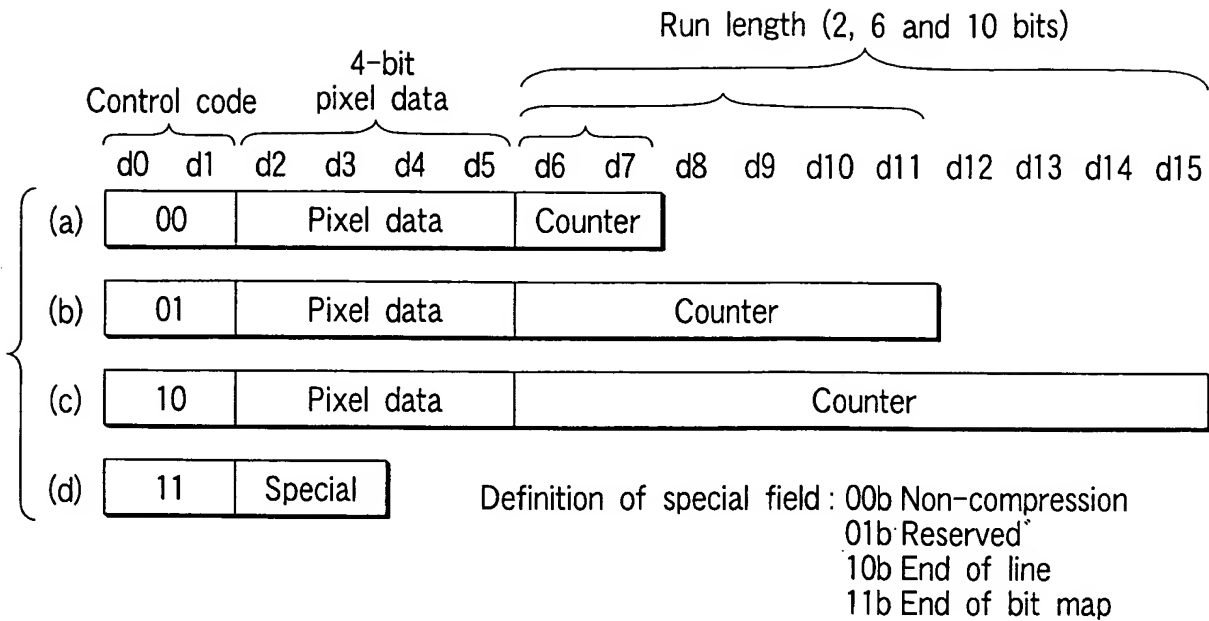 Run length (2, 6 and 10 bits)
4-bit
Control code pixel data
d0 d1 d2 d3 d4 d5 d6 d7 d8 d9 d10 d11 d12 d13 d14 d15
(a) 00 Pixel data Counter
(b) 01 Pixel data Counter
(c) 10 Pixel data Counter
(d) 11 Special
Definition of special field : 00b Non-compression
01b Reserved
10b End of line
11b End of bit map